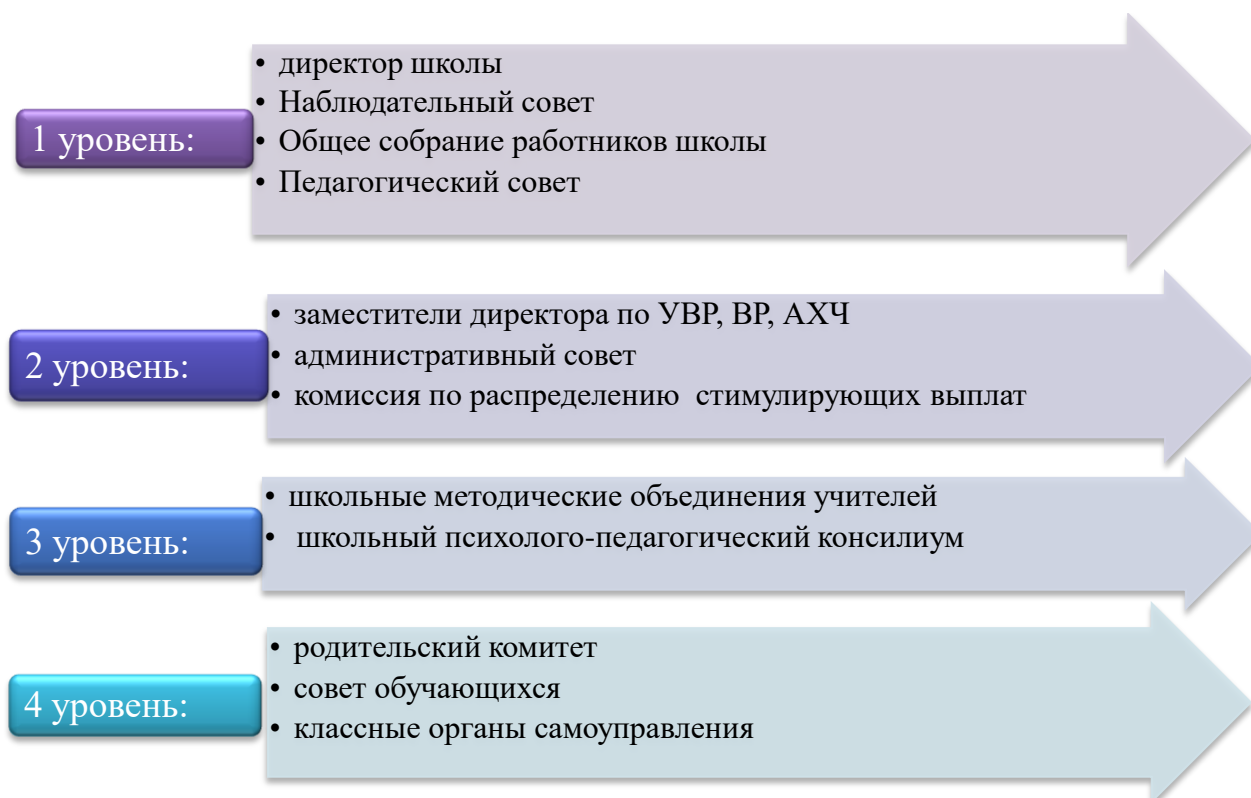 1 уровень:
• директор школы
• Наблюдательный совет
• Общее собрание работников школы
• Педагогический совет
2 уровень:
• заместители директора по УВР, ВР, АХЧ
• административный совет
• комиссия по распределению  стимулирующих выплат
3 уровень:
• школьные методические объединения учителей
• школьный психолого-педагогический консилиум
4 уровень:
• родительский комитет
• совет обучающихся
• классные органы самоуправления